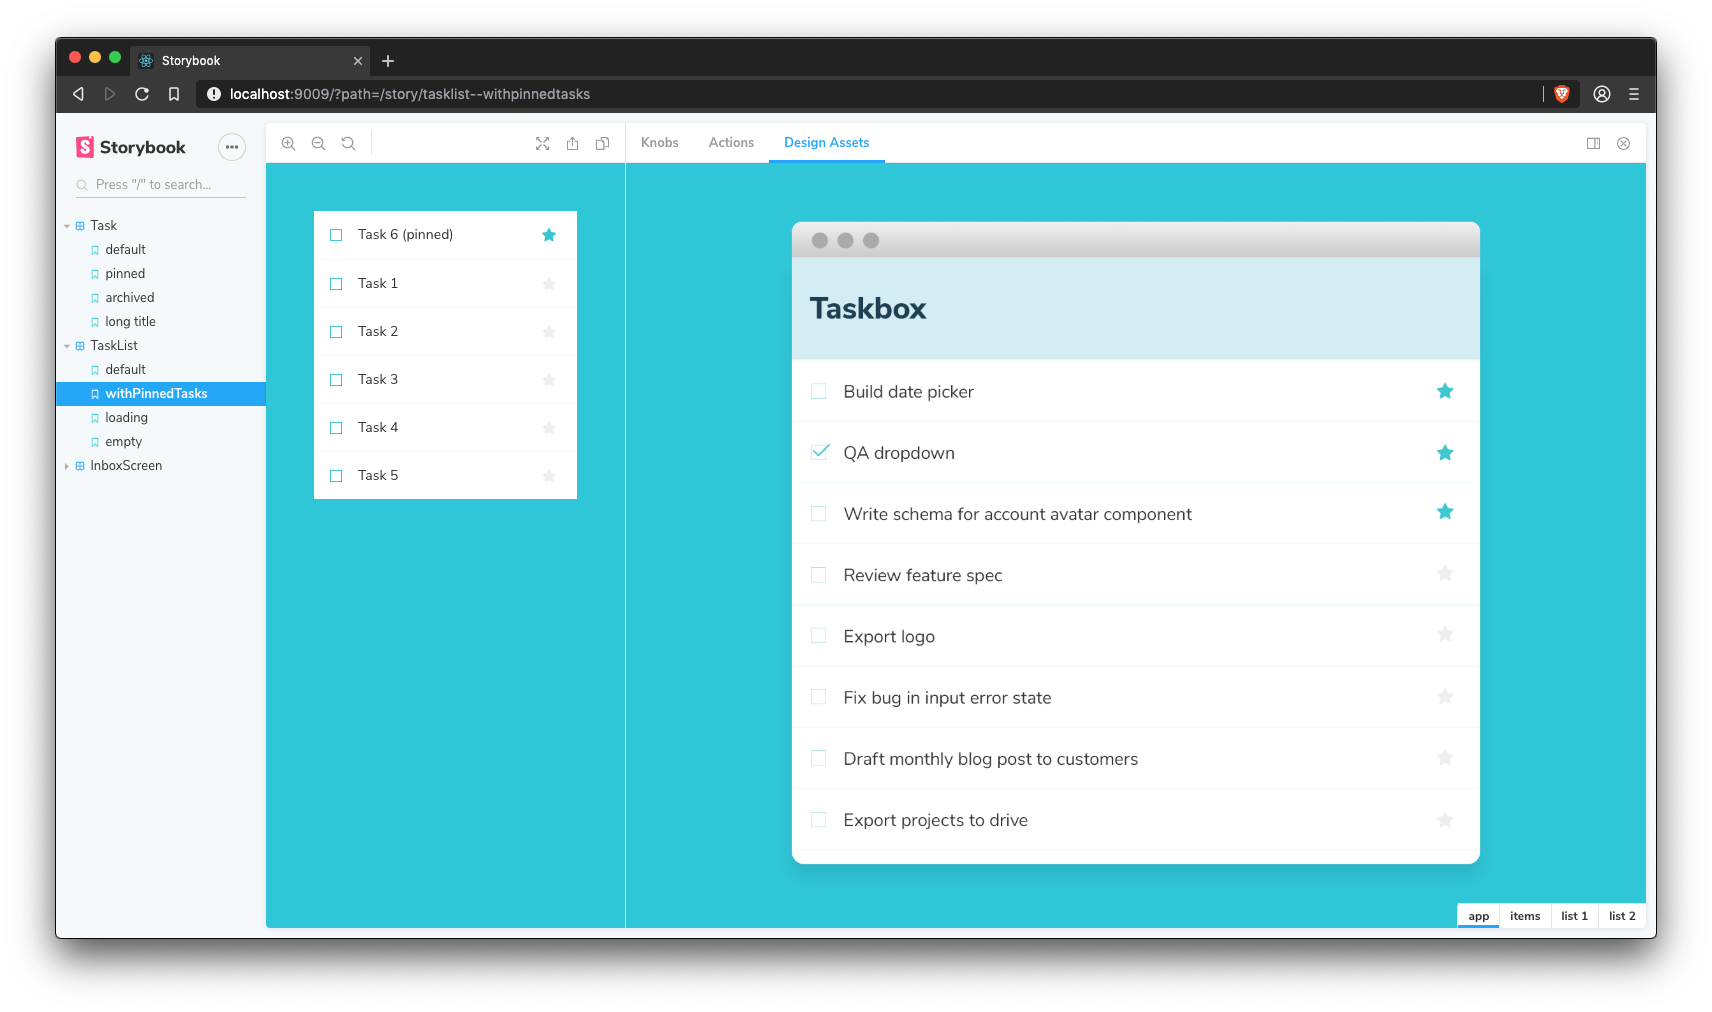 Storybook
localhost:9009/?path=/story/tasklist--withpinnedtasks
Storybook
Press "/" to search...
Task
default
pinned
archived
long title
TaskList
default
withPinnedTasks
loading
empty
InboxScreen
Knobs
Actions
Design Assets
Task 6 (pinned)
Task 1
Task 2
Task 3
Task 4
Task 5
Taskbox
Build date picker
QA dropdown
Write schema for account avatar component
Review feature spec
Export logo
Fix bug in input error state
Draft monthly blog post to customers
Export projects to drive
app
items
list 1
list 2